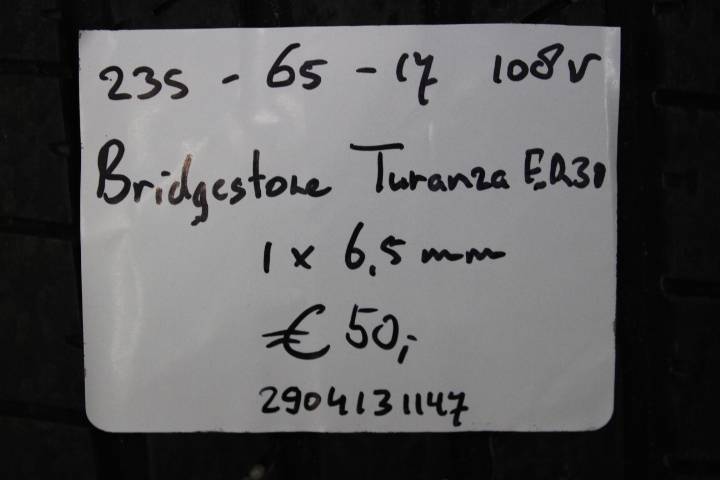 235 - 65 - 17 108v
Bridgestone Turanza ER30
1 x 6,5 mm
€ 50,-
2904131147